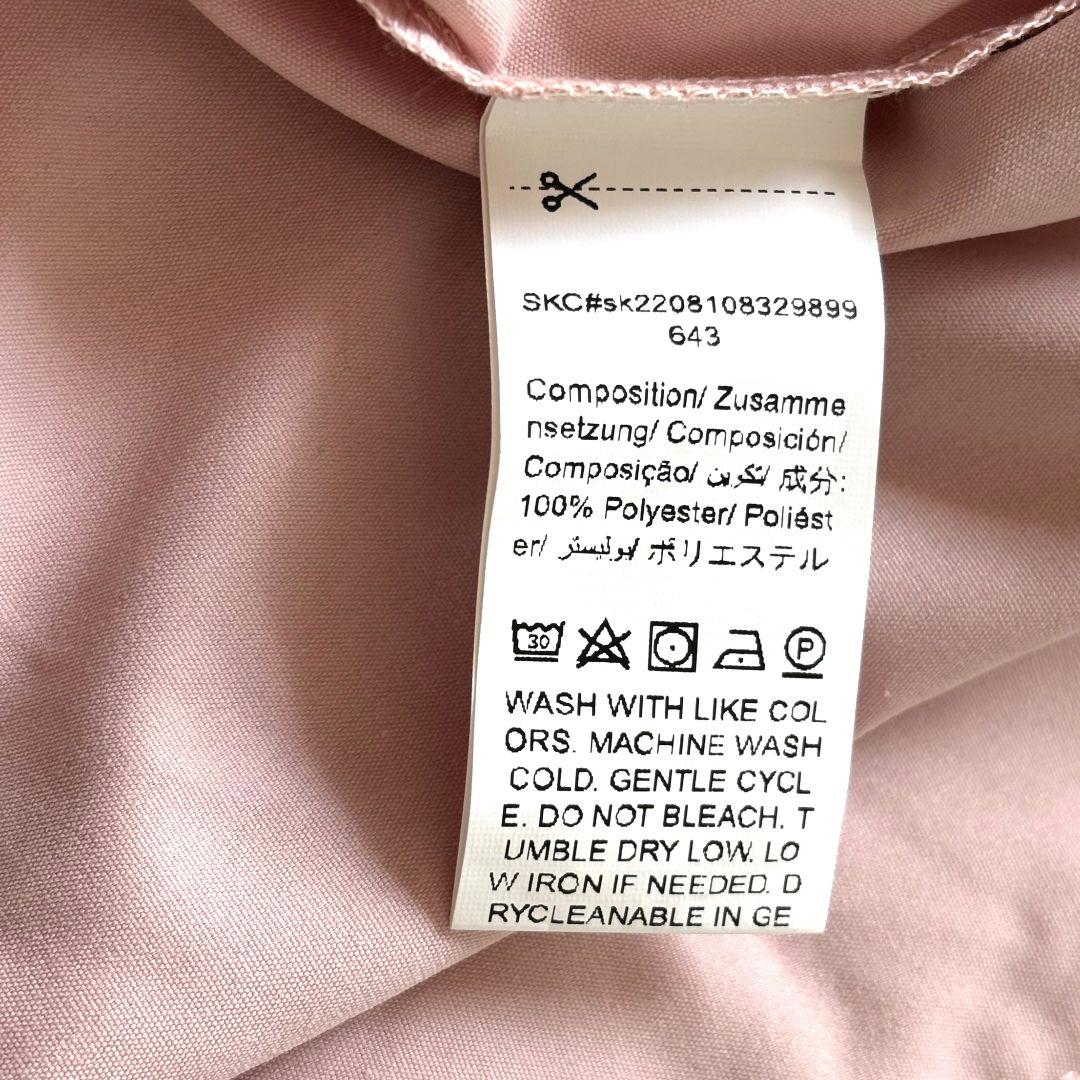 SKC#sk2208108329899
643
Composition/ Zusamme
nsetzung/ Composición/
Composição/ تكوين/ 成分:
100% Polyester/ Poliést
er/ بوليستر/ ポリエステル
30 P
WASH WITH LIKE COL
ORS. MACHINE WASH
COLD. GENTLE CYCL
E. DO NOT BLEACH. T
UMBLE DRY LOW. LO
W IRON IF NEEDED. D
RYCLEANABLE IN GE